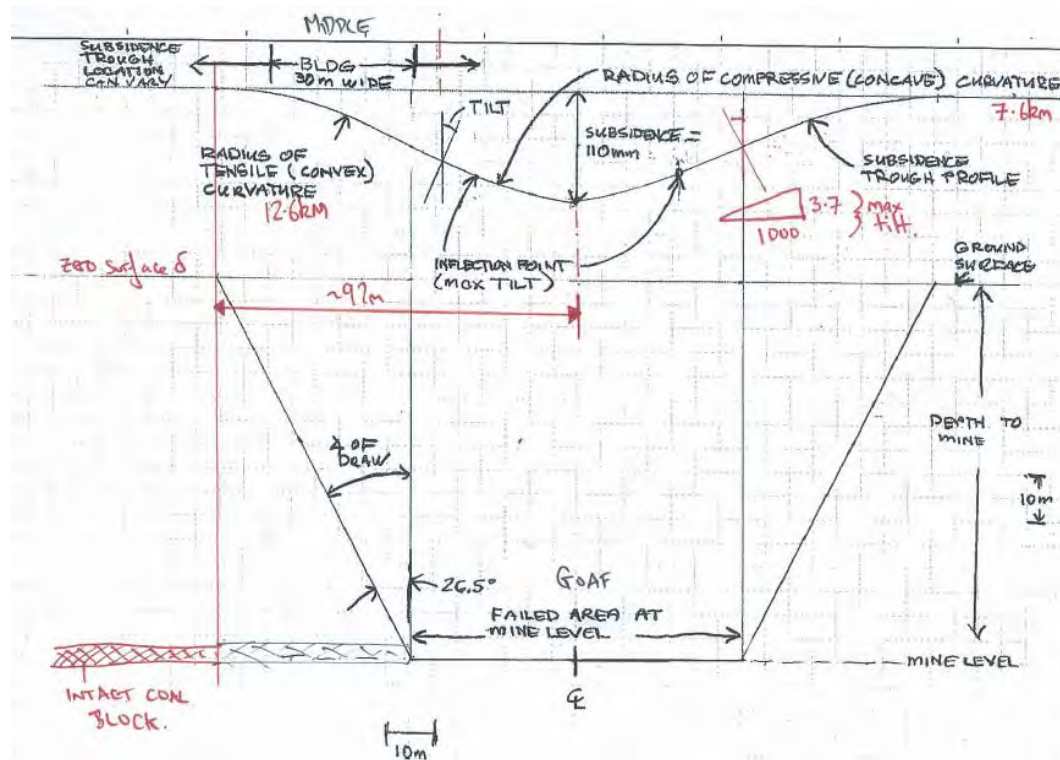 MIDDLE
SUBSIDENCE
TROUGH
LOCATION
CAN VARY
BLDG
30m WIDE
RADIUS OF COMPRESSIVE (CONCAVE) CURVATURE
7.6km
TILT
SUBSIDENCE =
110mm
RADIUS OF
TENSILE (CONVEX)
CURVATURE
12.6km
SUBSIDENCE
TROUGH PROFILE
3.7 } max
tilt.
1000
INFLECTION POINT
(MAX TILT)
GROUND
SURFACE
zero surface δ
~92m
DEPTH TO
MINE
∠ OF
DRAW
10m
26.5°
GOAF
FAILED AREA AT
MINE LEVEL
MINE LEVEL
INTACT COAL
BLOCK.
℄
10m